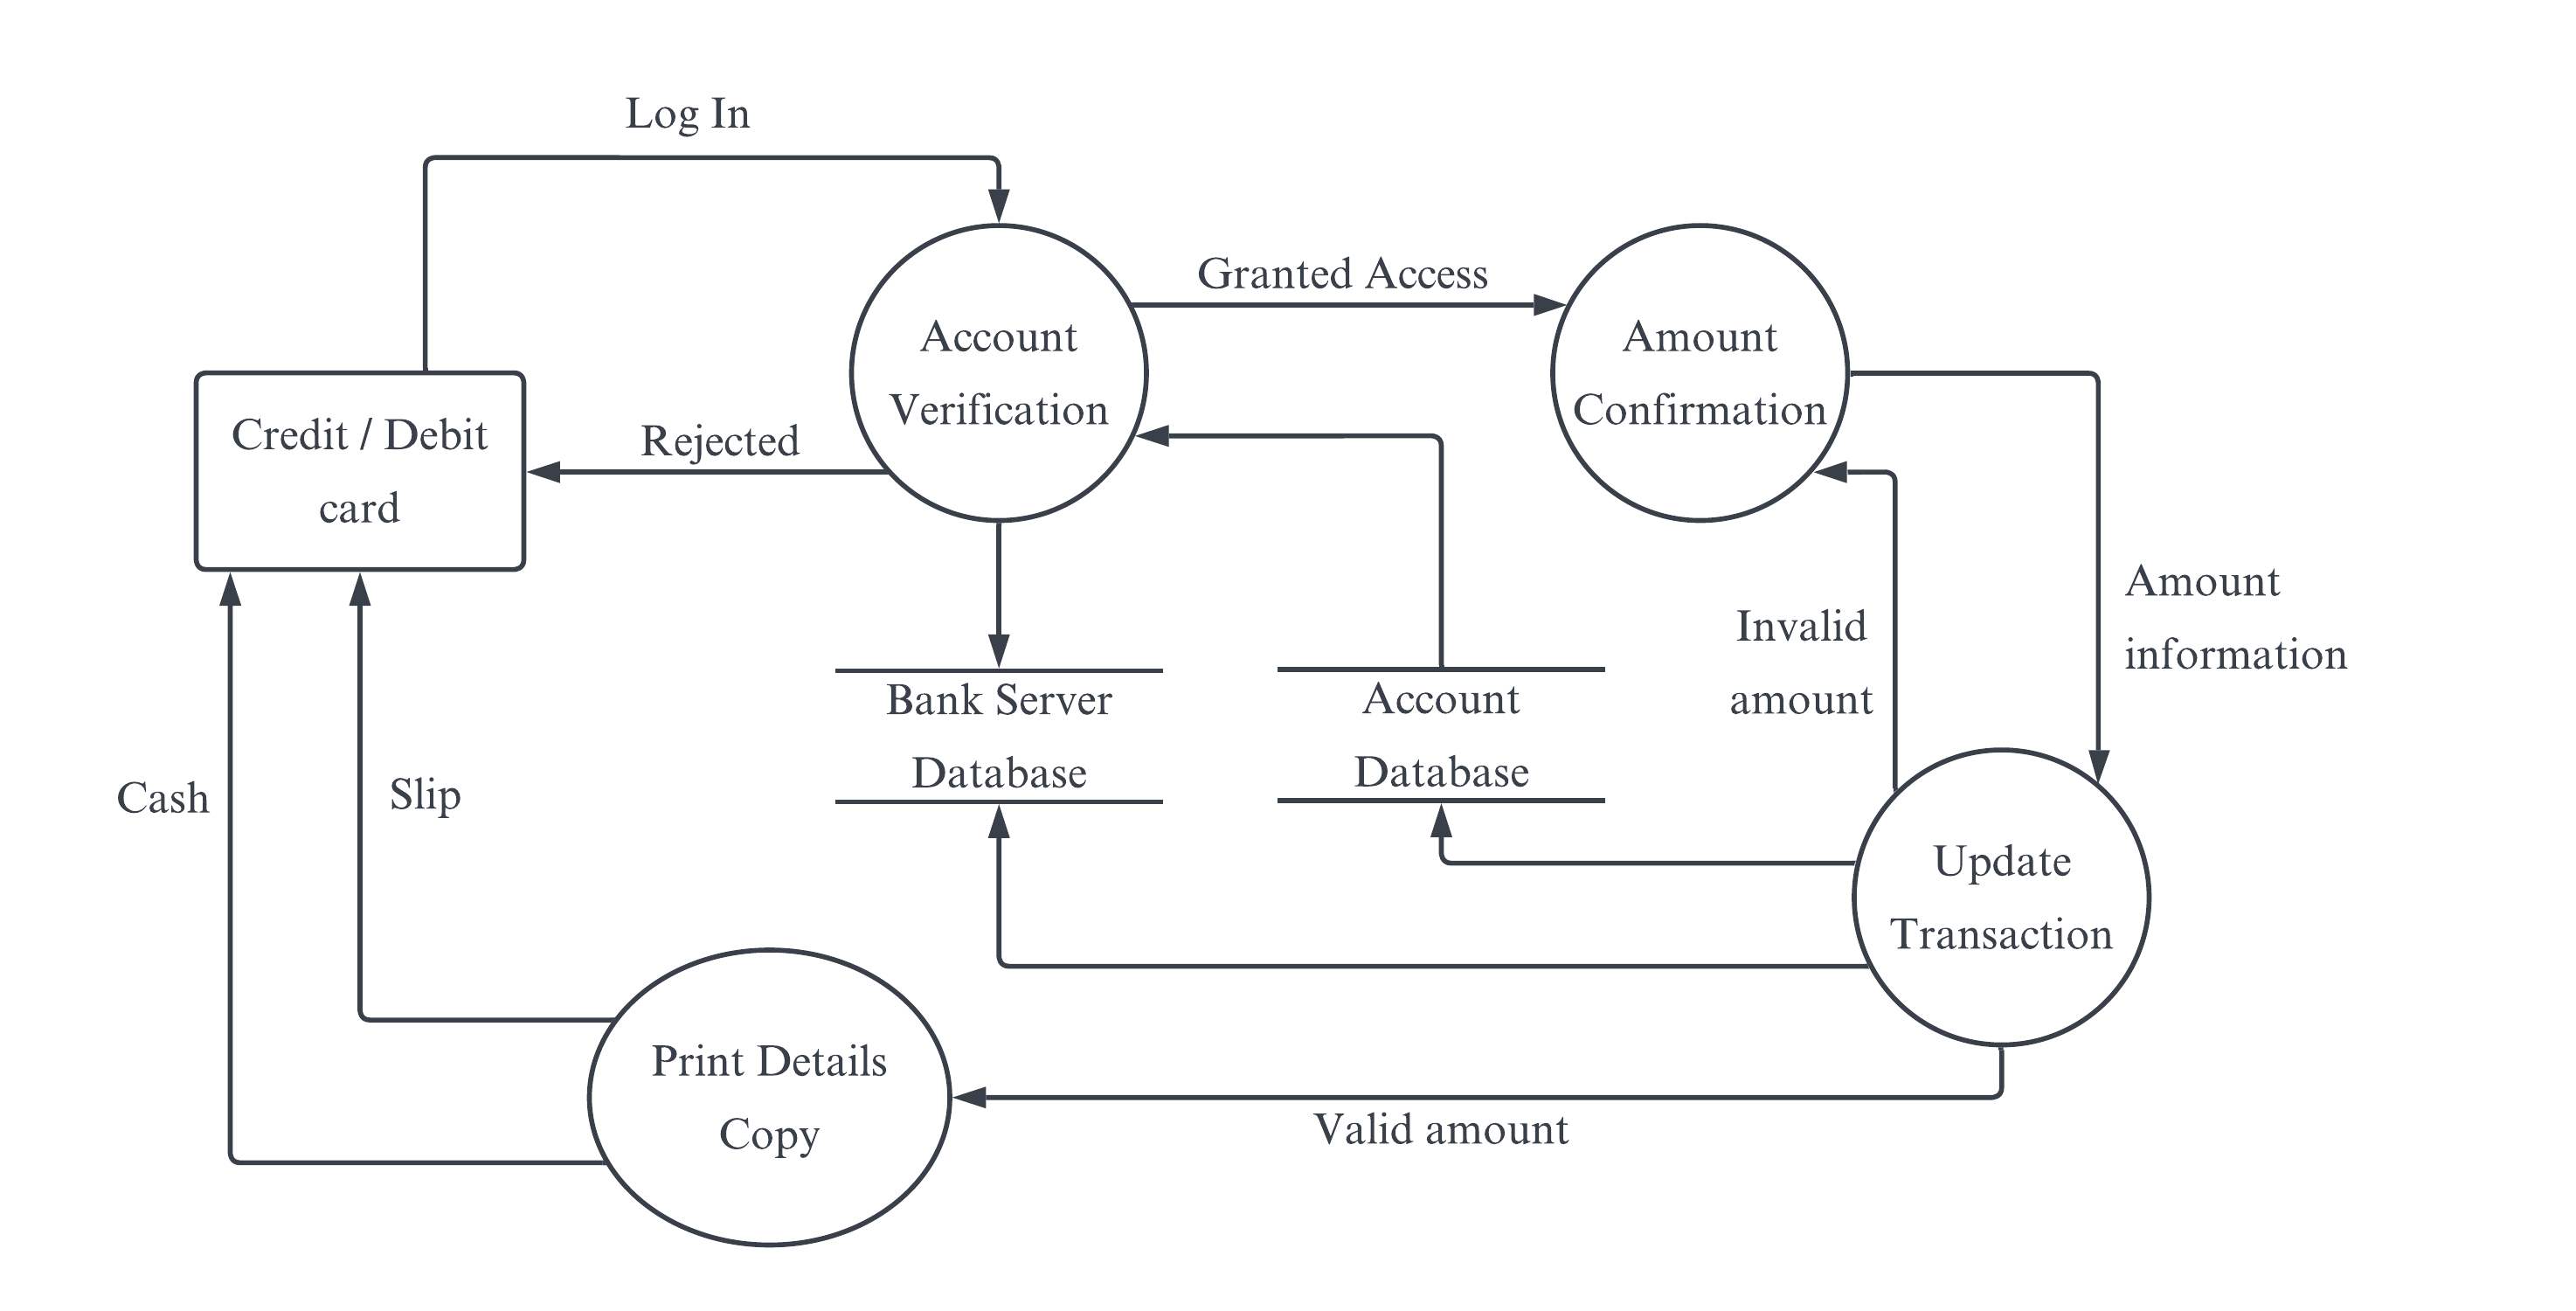 Log In
Granted Access
Account
Verification
Amount
Confirmation
Credit / Debit
card
Rejected
Amount
information
Invalid
amount
Bank Server
Database
Account
Database
Cash
Slip
Update
Transaction
Print Details
Copy
Valid amount